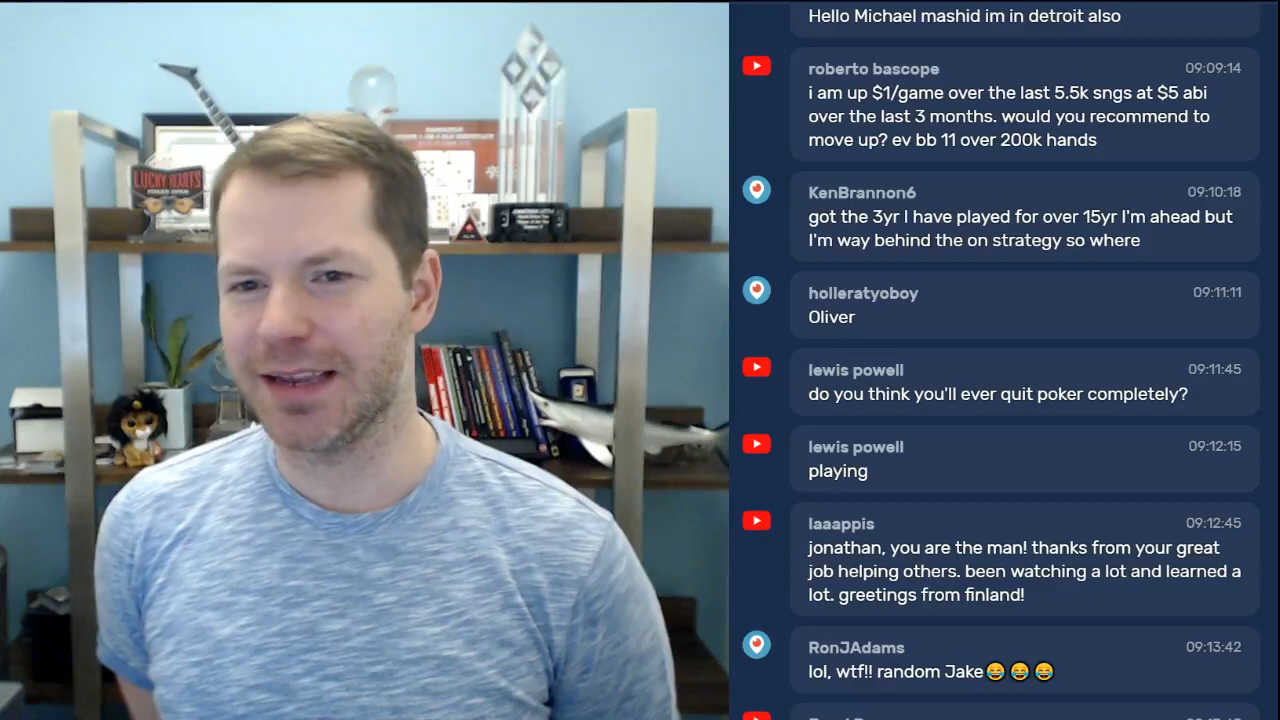 Hello Michael mashid im in detroit also
roberto bascope
09:09:14
i am up $1/game over the last 5.5k sngs at $5 abi
over the last 3 months. would you recommend to
move up? ev bb 11 over 200k hands
KenBrannon6
09:10:18
got the 3yr I have played for over 15yr I'm ahead but
I'm way behind the on strategy so where
holleratyoboy
09:11:11
Oliver
lewis powell
09:11:45
do you think you'll ever quit poker completely?
lewis powell
09:12:15
playing
laaappis
09:12:45
jonathan, you are the man! thanks from your great
job helping others. been watching a lot and learned a
lot. greetings from finland!
RonJAdams
09:13:42
lol, wtf!! random Jake😂 😂 😂
LUCKY HEARTS
JONATHAN LITTLE